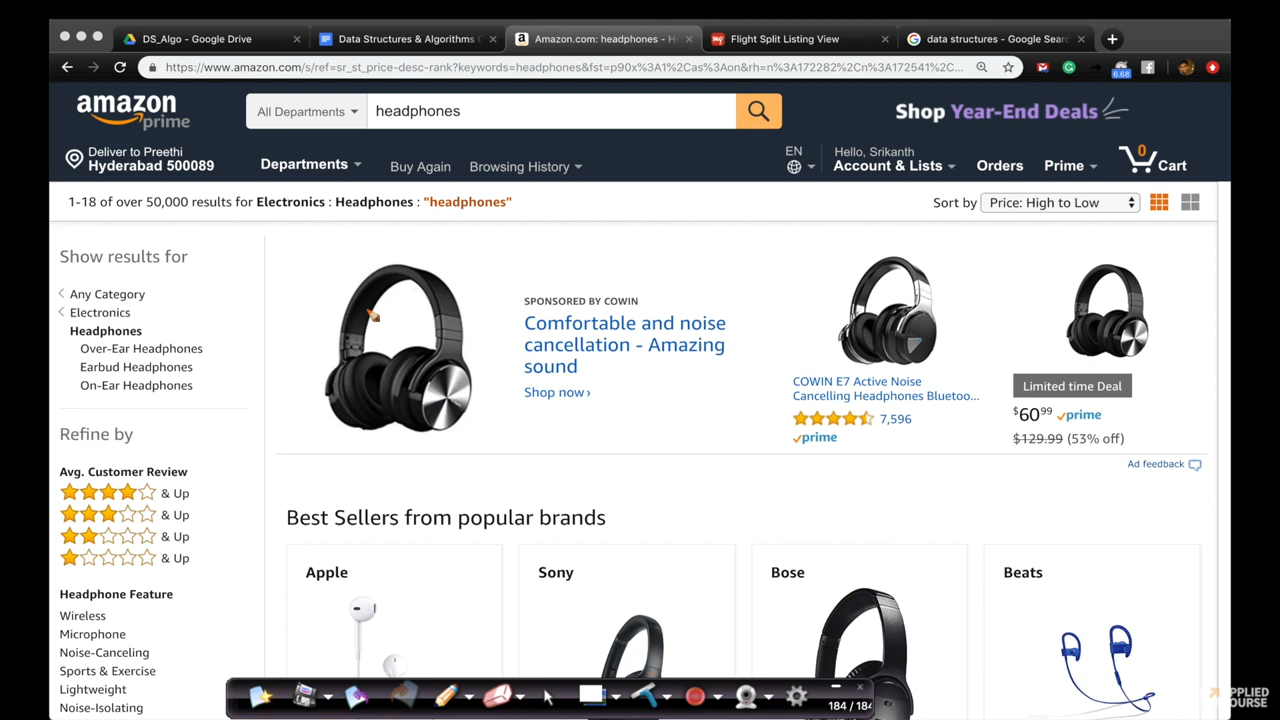 DS_Algo - Google Drive
Data Structures & Algorithms C
Amazon.com: headphones - H
Flight Split Listing View
data structures - Google Sear
https://www.amazon.com/s/ref=sr_st_price-desc-rank?keywords=headphones&fst=p90x%3A1%2Cas%3Aon&rh=n%3A172282%2Cn%3A172541%2C...
6.68
amazon
prime
All Departments
headphones
Shop Year-End Deals
Deliver to Preethi
Hyderabad 500089
Departments
Buy Again
Browsing History
EN
Hello, Srikanth
Account & Lists
Orders
Prime
0
Cart
1-18 of over 50,000 results for Electronics : Headphones : "headphones"
Sort by
Price: High to Low
Show results for
Any Category
Electronics
Headphones
Over-Ear Headphones
Earbud Headphones
On-Ear Headphones
Refine by
Avg. Customer Review
& Up
& Up
& Up
& Up
Headphone Feature
Wireless
Microphone
Noise-Canceling
Sports & Exercise
Lightweight
Noise-Isolating
SPONSORED BY COWIN
Comfortable and noise
cancellation - Amazing
sound
Shop now ›
COWIN E7 Active Noise
Cancelling Headphones Bluetoo...
7,596
prime
Limited time Deal
$60.99 prime
$129.99 (53% off)
Ad feedback
Best Sellers from popular brands
Apple
Sony
Bose
Beats
184 / 184
APPLIED
COURSE